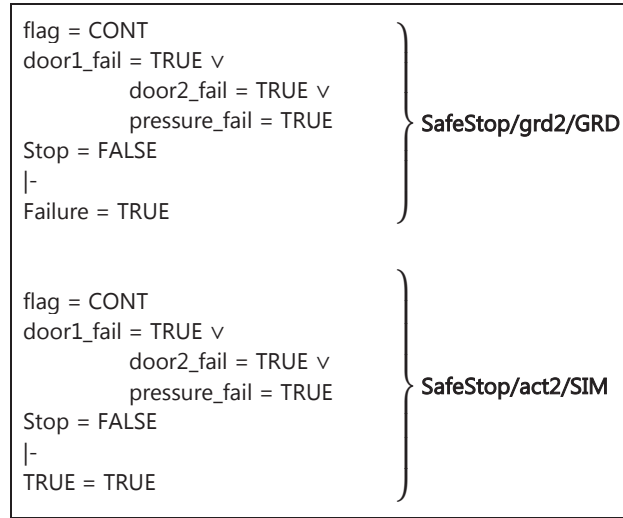 flag = CONT
door1_fail = TRUE ∨
door2_fail = TRUE ∨
pressure_fail = TRUE
Stop = FALSE
|-
Failure = TRUE
SafeStop/grd2/GRD
flag = CONT
door1_fail = TRUE ∨
door2_fail = TRUE ∨
pressure_fail = TRUE
Stop = FALSE
|-
TRUE = TRUE
SafeStop/act2/SIM